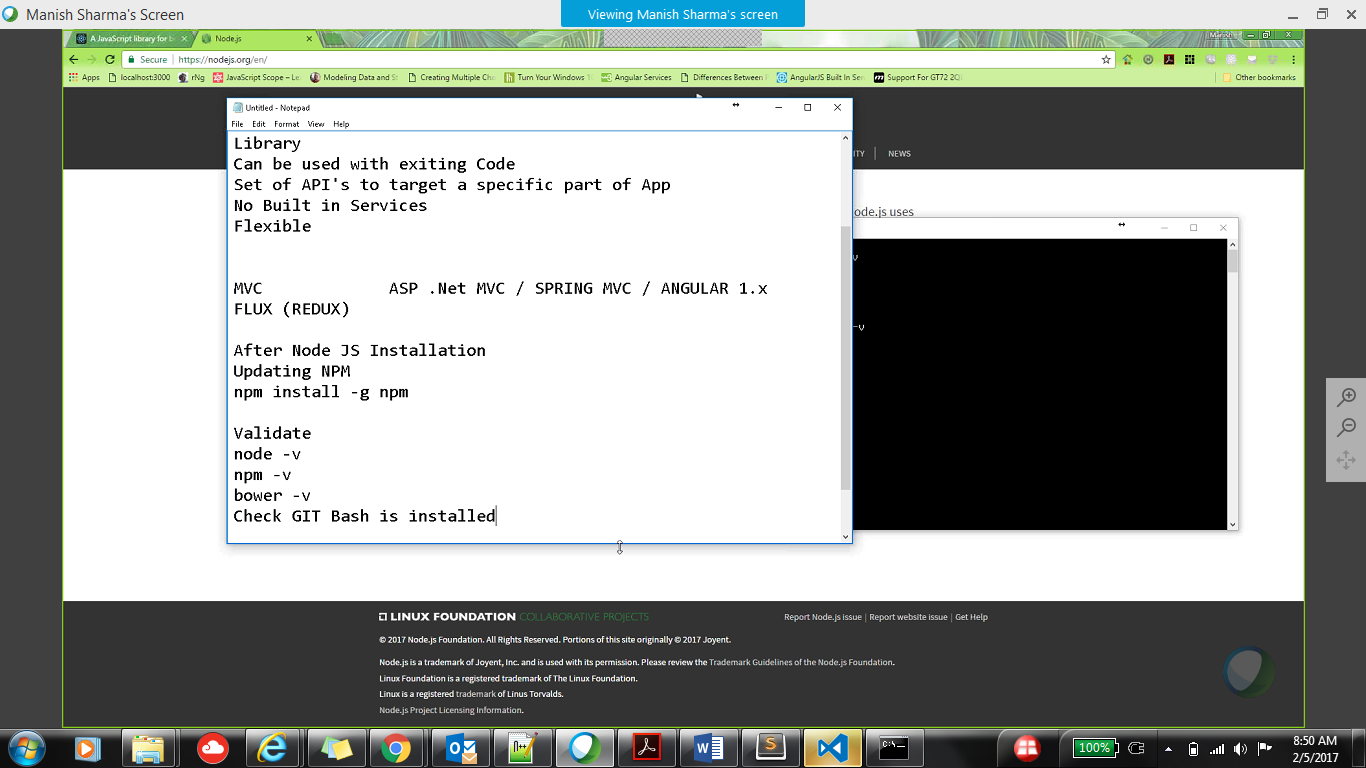 Manish Sharma's Screen
Viewing Manish Sharma's screen
A JavaScript library for b
Node.js
Secure
https://nodejs.org/en/
Apps
localhost:3000
rNg
JavaScript Scope – Le
Modeling Data and S
Creating Multiple Ch
Turn Your Windows 1
Angular Services
Differences Between
AngularJS Built In Ser
Support For GT72 2Q
Other bookmarks
Untitled - Notepad
File Edit Format View Help
NEWS
Library
Can be used with exiting Code
Set of API's to target a specific part of App
No Built in Services
Flexible
ode.js uses
MVC ASP .Net MVC / SPRING MVC / ANGULAR 1.x
FLUX (REDUX)
After Node JS Installation
Updating NPM
npm install -g npm
Validate
node -v
npm -v
bower -v
Check GIT Bash is installed
LINUX FOUNDATION COLLABORATIVE PROJECTS
Report Node.js issue | Report website issue | Get Help
© 2017 Node.js Foundation. All Rights Reserved. Portions of this site originally © 2017 Joyent.
Node.js is a trademark of Joyent, Inc. and is used with its permission. Please review the Trademark Guidelines of the Node.js Foundation.
Linux Foundation is a registered trademark of The Linux Foundation.
Linux is a registered trademark of Linus Torvalds.
Node.js Project Licensing Information.
100%
8:50 AM
2/5/2017